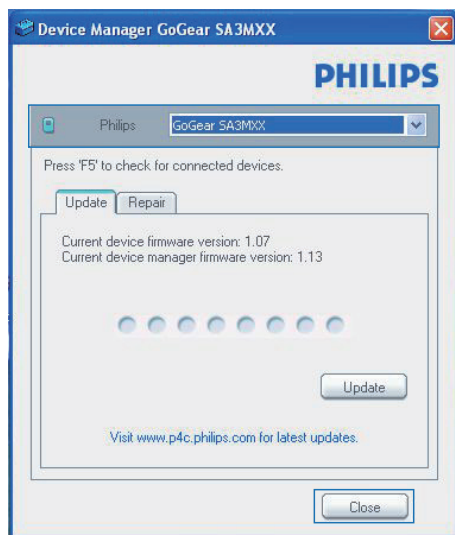 Device Manager GoGear SA3MXX
PHILIPS
Philips GoGear SA3MXX
Press 'F5' to check for connected devices.
Update Repair
Current device firmware version: 1.07
Current device manager firmware version: 1.13
Update
Visit www.p4c.philips.com for latest updates.
Close